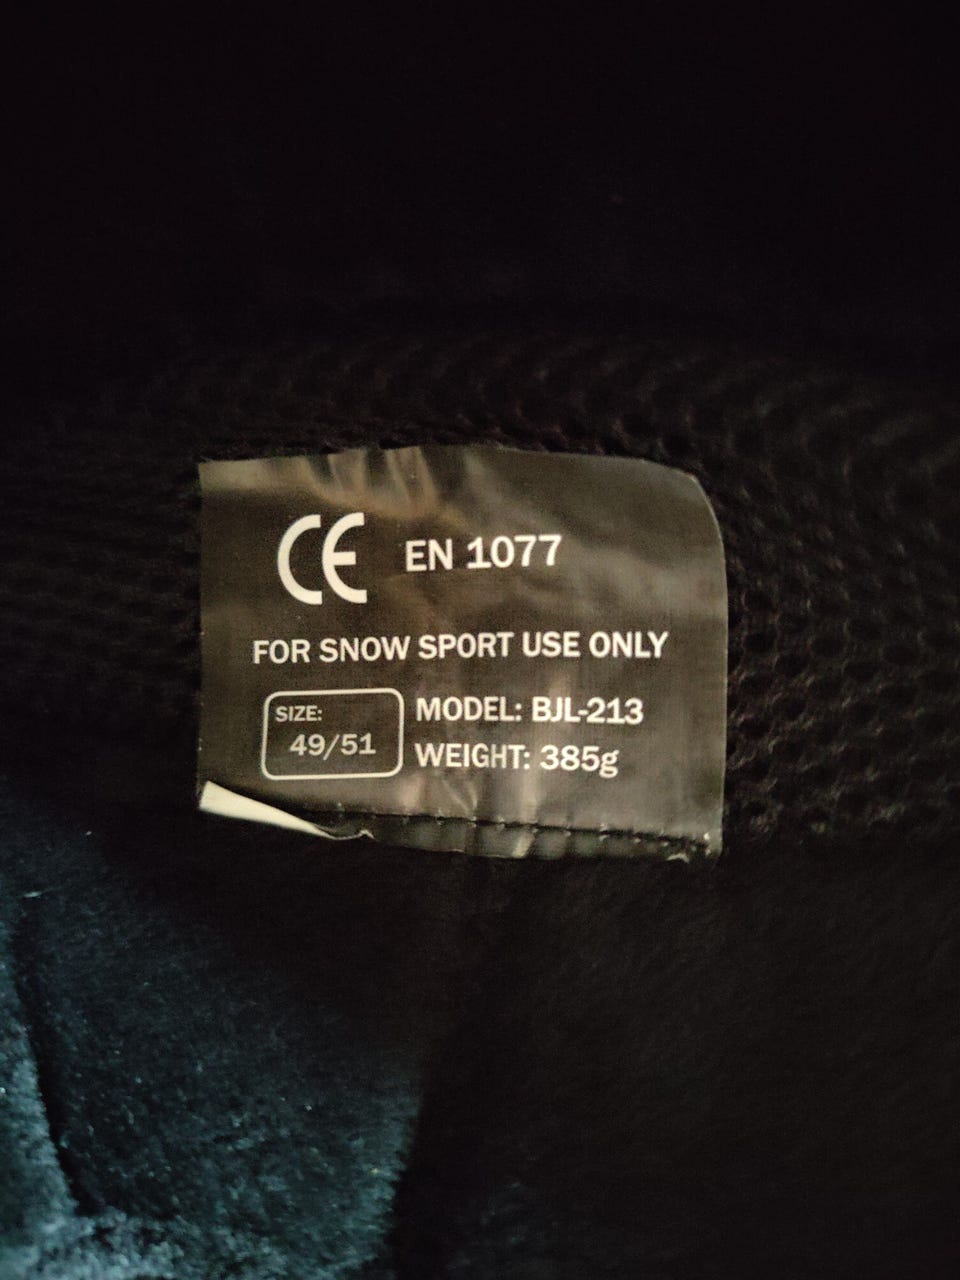 CE EN 1077
FOR SNOW SPORT USE ONLY
SIZE:
49/51
MODEL: BJL-213
WEIGHT: 385g